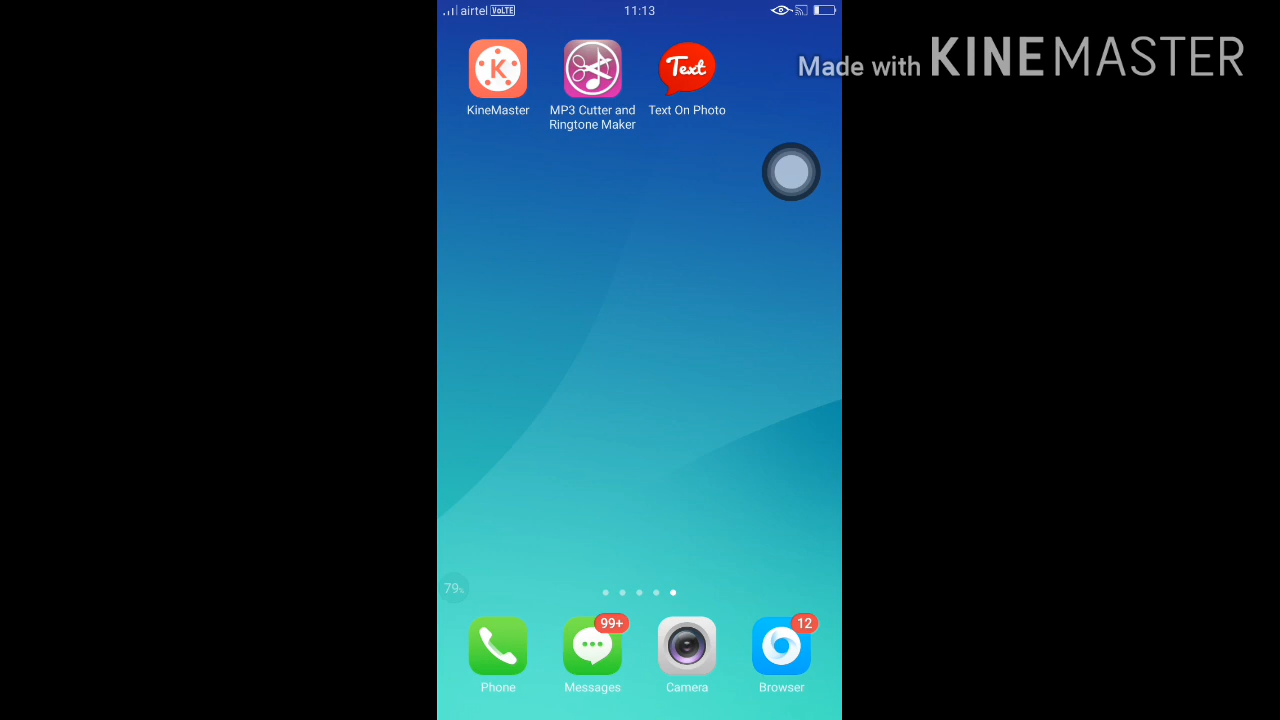 airtel VoLTE 11:13
Made with KINEMASTER
K
Text
KineMaster
MP3 Cutter and
Ringtone Maker
Text On Photo
79%
99+
12
Phone
Messages
Camera
Browser